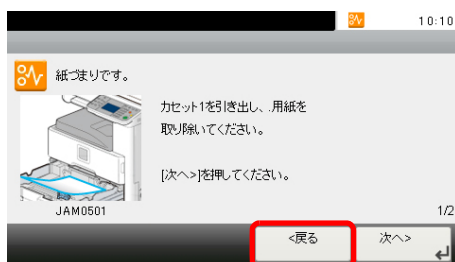 10:10
紙づまりです。
カセット1を引き出し、.用紙を
取り除いてください。
[次へ>]を押してください。
JAM0501
1/2
<戻る
次へ>